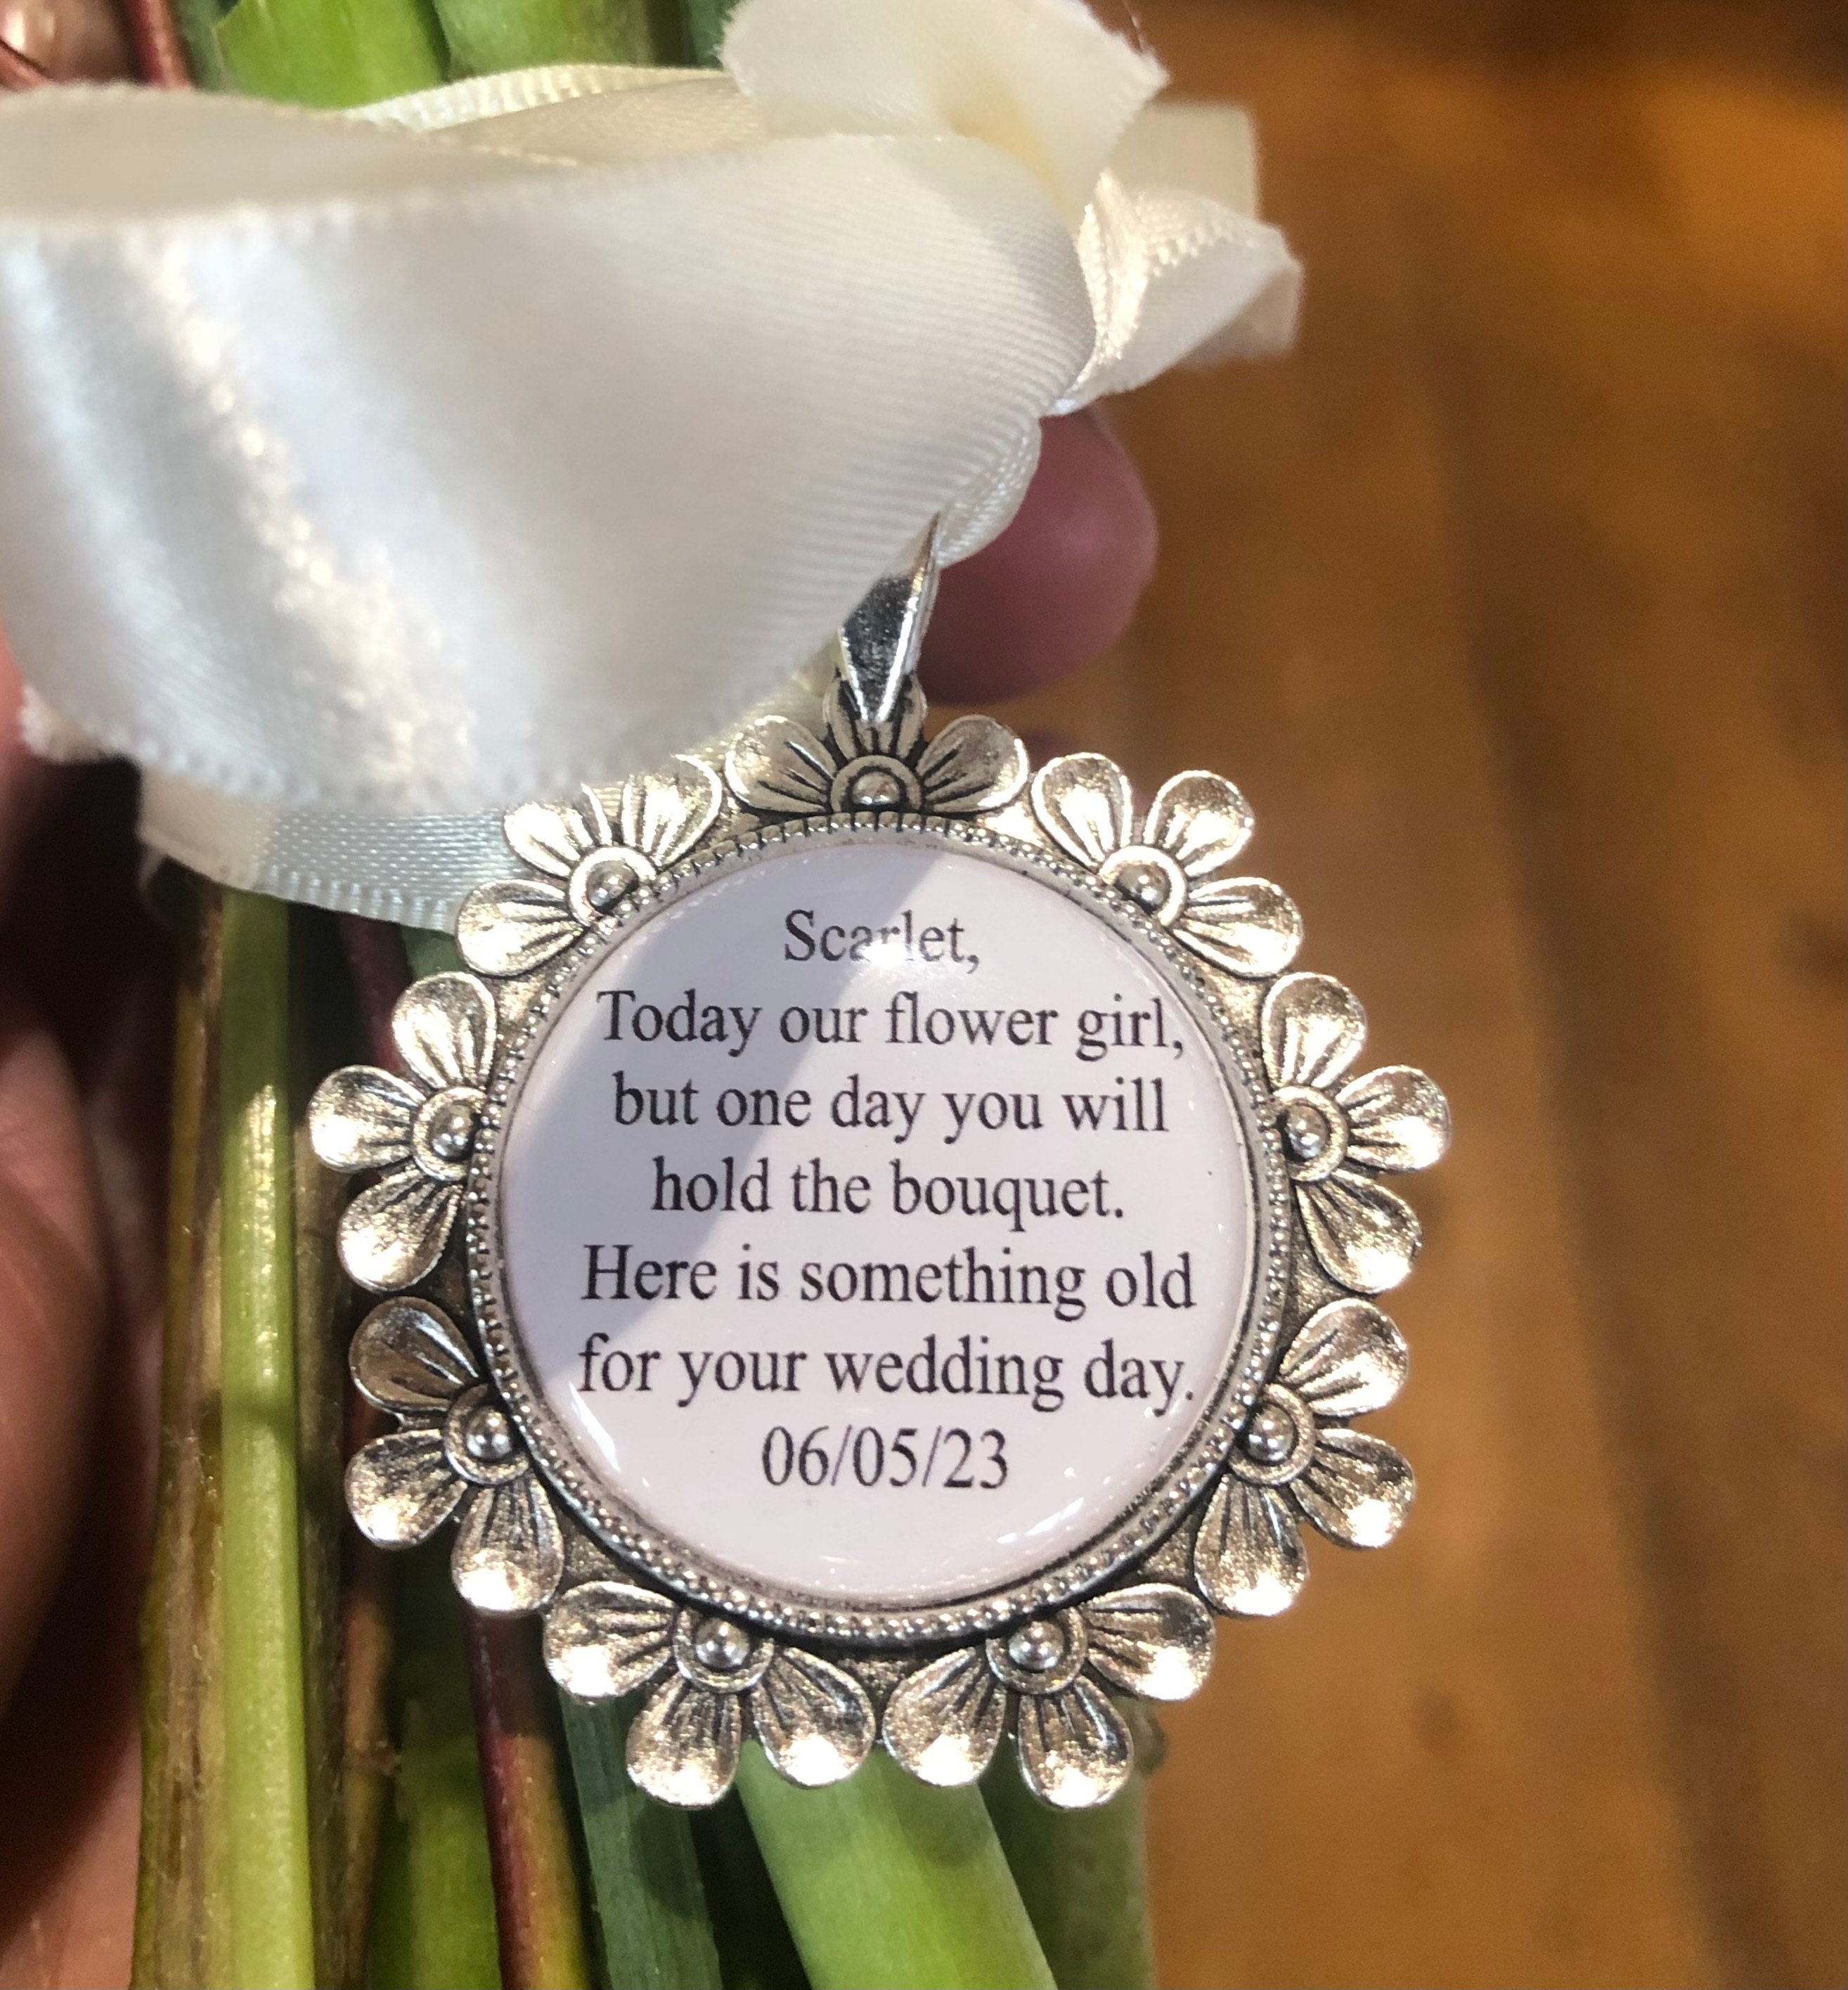 Scarlet,
Today our flower girl,
but one day you will
hold the bouquet.
Here is something old
for your wedding day.
06/05/23